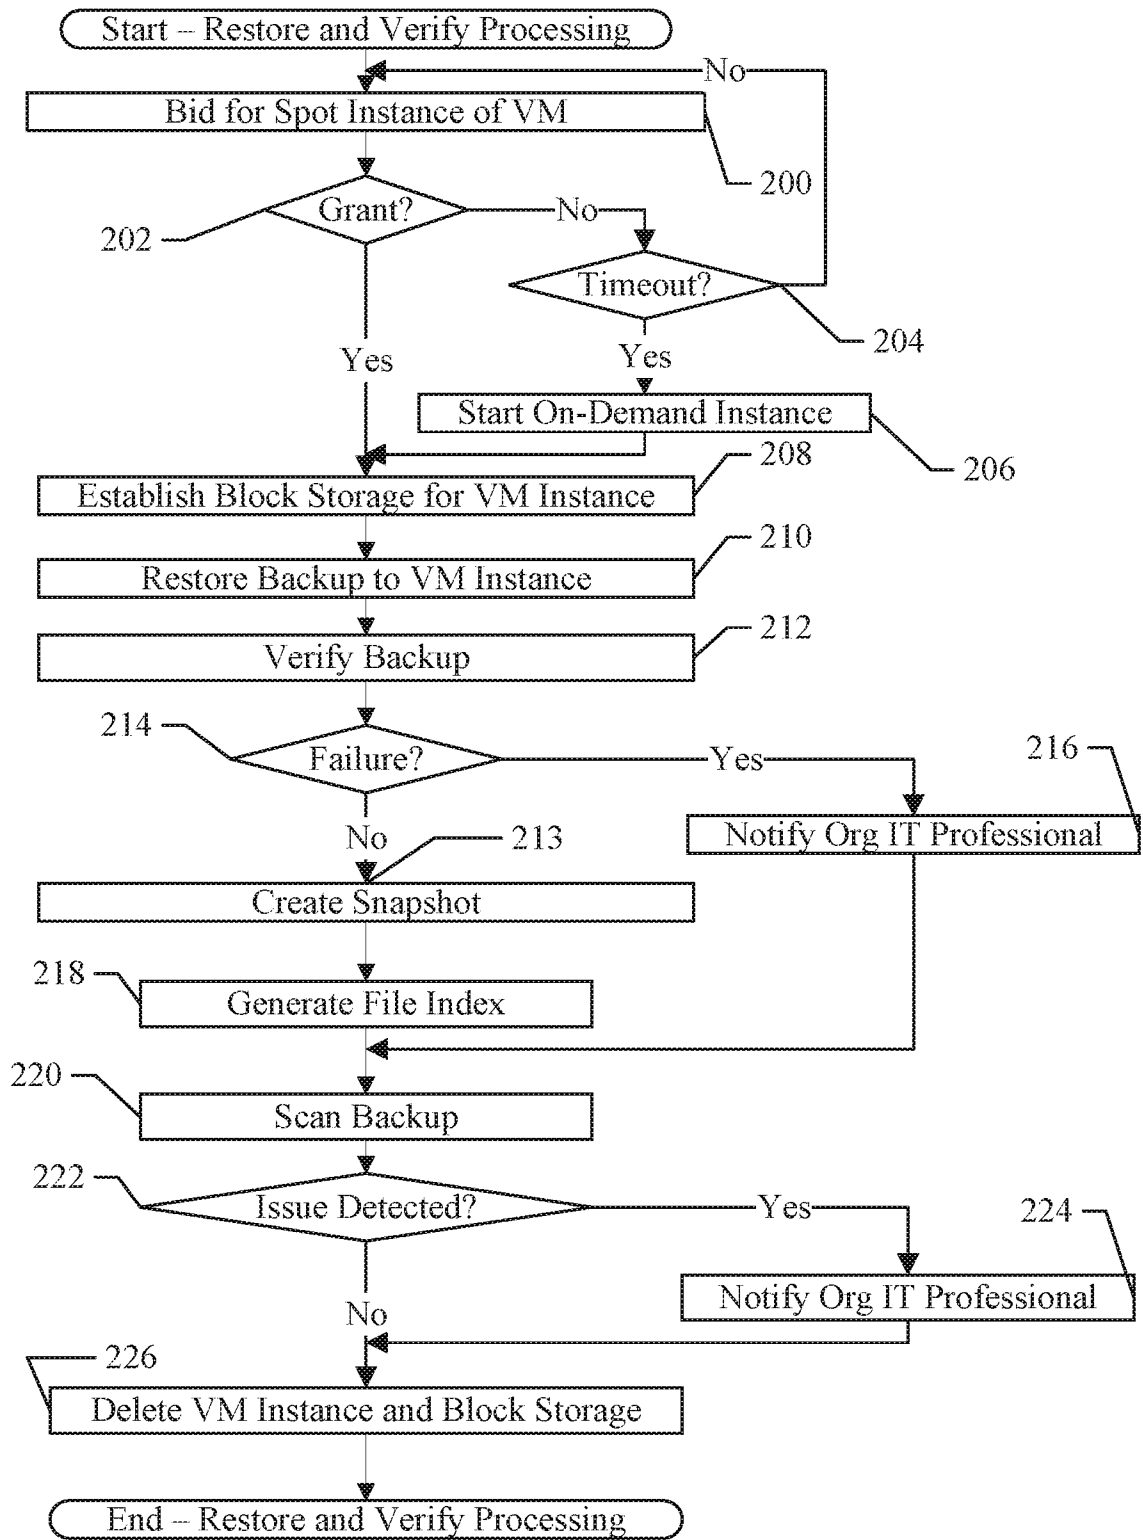 Start – Restore and Verify Processing
No
Bid for Spot Instance of VM
200
Grant?
No
202
Timeout?
204
Yes
Yes
Start On-Demand Instance
206
208
Establish Block Storage for VM Instance
210
Restore Backup to VM Instance
212
Verify Backup
214
Failure?
Yes
216
Notify Org IT Professional
No
213
Create Snapshot
218
Generate File Index
220
Scan Backup
222
Issue Detected?
Yes
224
Notify Org IT Professional
No
226
Delete VM Instance and Block Storage
End – Restore and Verify Processing